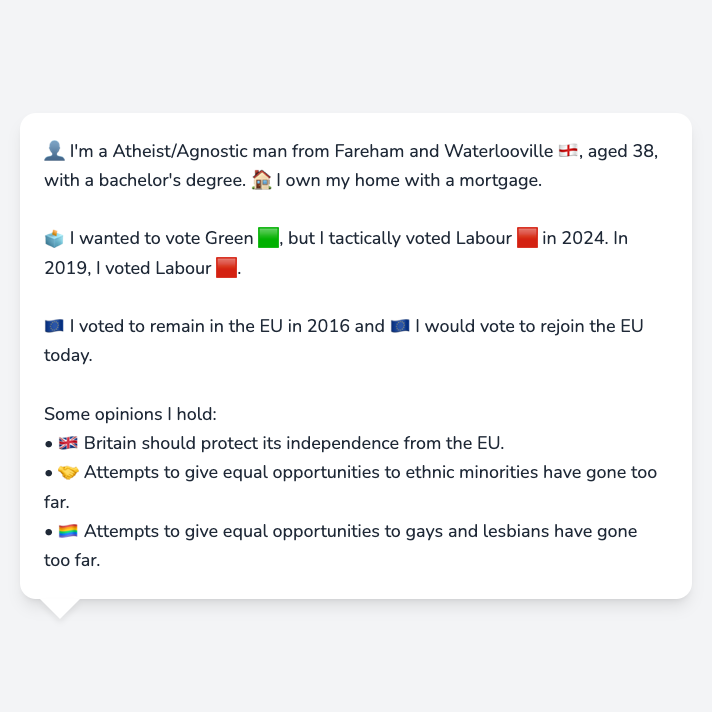 👤 I'm a Atheist/Agnostic man from Fareham and Waterlooville 🏴󠁧󠁢󠁥󠁮󠁧󠁿, aged 38,
with a bachelor's degree. 🏠 I own my home with a mortgage.
🗳️ I wanted to vote Green 🟩, but I tactically voted Labour 🟥 in 2024. In
2019, I voted Labour 🟥.
🇪🇺 I voted to remain in the EU in 2016 and 🇪🇺 I would vote to rejoin the EU
today.
Some opinions I hold:
• 🇬🇧 Britain should protect its independence from the EU.
• 🤝 Attempts to give equal opportunities to ethnic minorities have gone too
far.
• 🏳️‍🌈 Attempts to give equal opportunities to gays and lesbians have gone
too far.